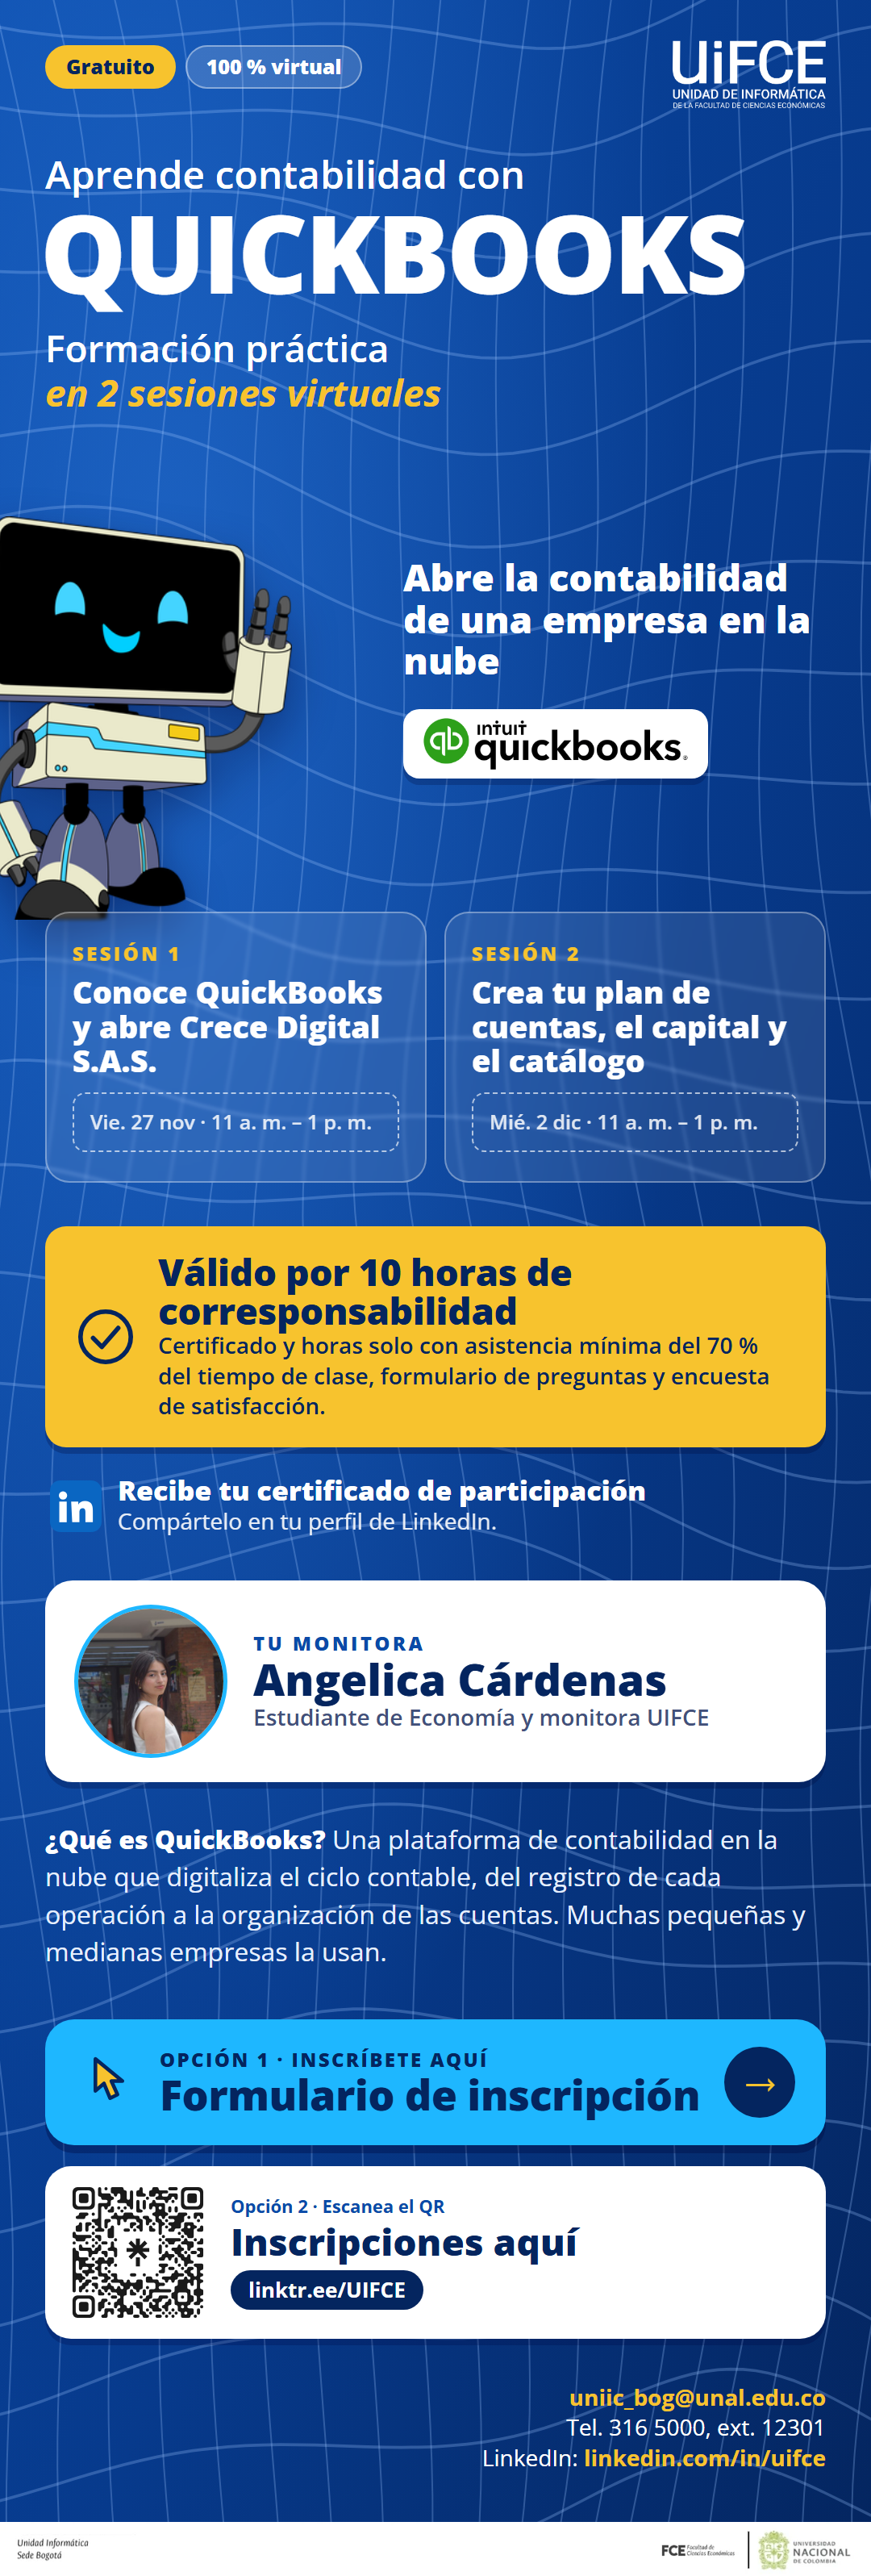 Gratuito
100 % virtual
UiFCE
UNIDAD DE INFORMÁTICA
DE LA FACULTAD DE CIENCIAS ECONÓMICAS
Aprende contabilidad con
QUICKBOOKS
Formación práctica
en 2 sesiones virtuales
Abre la contabilidad
de una empresa en la
nube
qb
intuit
quickbooks®
SESIÓN 1
Conoce QuickBooks
y abre Crece Digital
S.A.S.
Vie. 27 nov · 11 a. m. – 1 p. m.
SESIÓN 2
Crea tu plan de
cuentas, el capital y
el catálogo
Mié. 2 dic · 11 a. m. – 1 p. m.
Válido por 10 horas de
corresponsabilidad
Certificado y horas solo con asistencia mínima del 70 %
del tiempo de clase, formulario de preguntas y encuesta
de satisfacción.
in
Recibe tu certificado de participación
Compártelo en tu perfil de LinkedIn.
TU MONITORA
Angelica Cárdenas
Estudiante de Economía y monitora UIFCE
¿Qué es QuickBooks? Una plataforma de contabilidad en la
nube que digitaliza el ciclo contable, del registro de cada
operación a la organización de las cuentas. Muchas pequeñas y
medianas empresas la usan.
OPCIÓN 1 · INSCRÍBETE AQUÍ
Formulario de inscripción →
Opción 2 · Escanea el QR
Inscripciones aquí
linktr.ee/UIFCE
uniic_bog@unal.edu.co
Tel. 316 5000, ext. 12301
LinkedIn: linkedin.com/in/uifce
Unidad Informática
Sede Bogotá
FCE
Facultad de
Ciencias Económicas
UNIVERSIDAD
NACIONAL
DE COLOMBIA